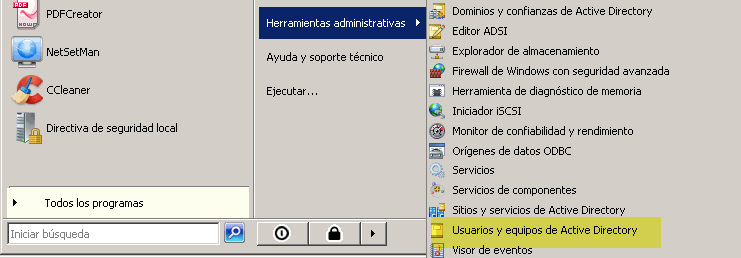 PDFCreator
NetSetMan
CCleaner
Directiva de seguridad local
Todos los programas
Iniciar búsqueda
Herramientas administrativas
Ayuda y soporte técnico
Ejecutar...
Dominios y confianzas de Active Directory
Editor ADSI
Explorador de almacenamiento
Firewall de Windows con seguridad avanzada
Herramienta de diagnóstico de memoria
Iniciador iSCSI
Monitor de confiabilidad y rendimiento
Orígenes de datos ODBC
Servicios
Servicios de componentes
Sitios y servicios de Active Directory
Usuarios y equipos de Active Directory
Visor de eventos